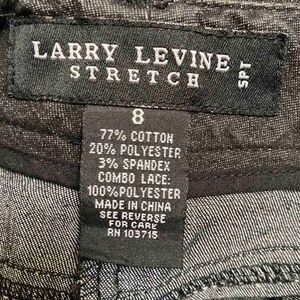 LARRY LEVINE
STRETCH
SPT
8
77% COTTON
20% POLYESTER
3% SPANDEX
COMBO LACE:
100%POLYESTER
MADE IN CHINA
SEE REVERSE
FOR CARE
RN 103715